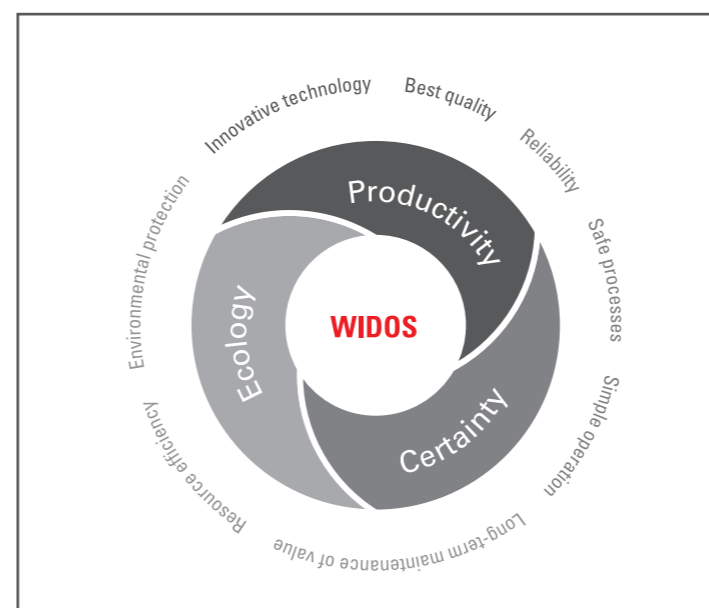 Innovative technology
Best quality
Reliability
Safe processes
Simple operation
Long-term maintenance of value
Resource efficiency
Environmental protection
Productivity
Certainty
Ecology
WIDOS